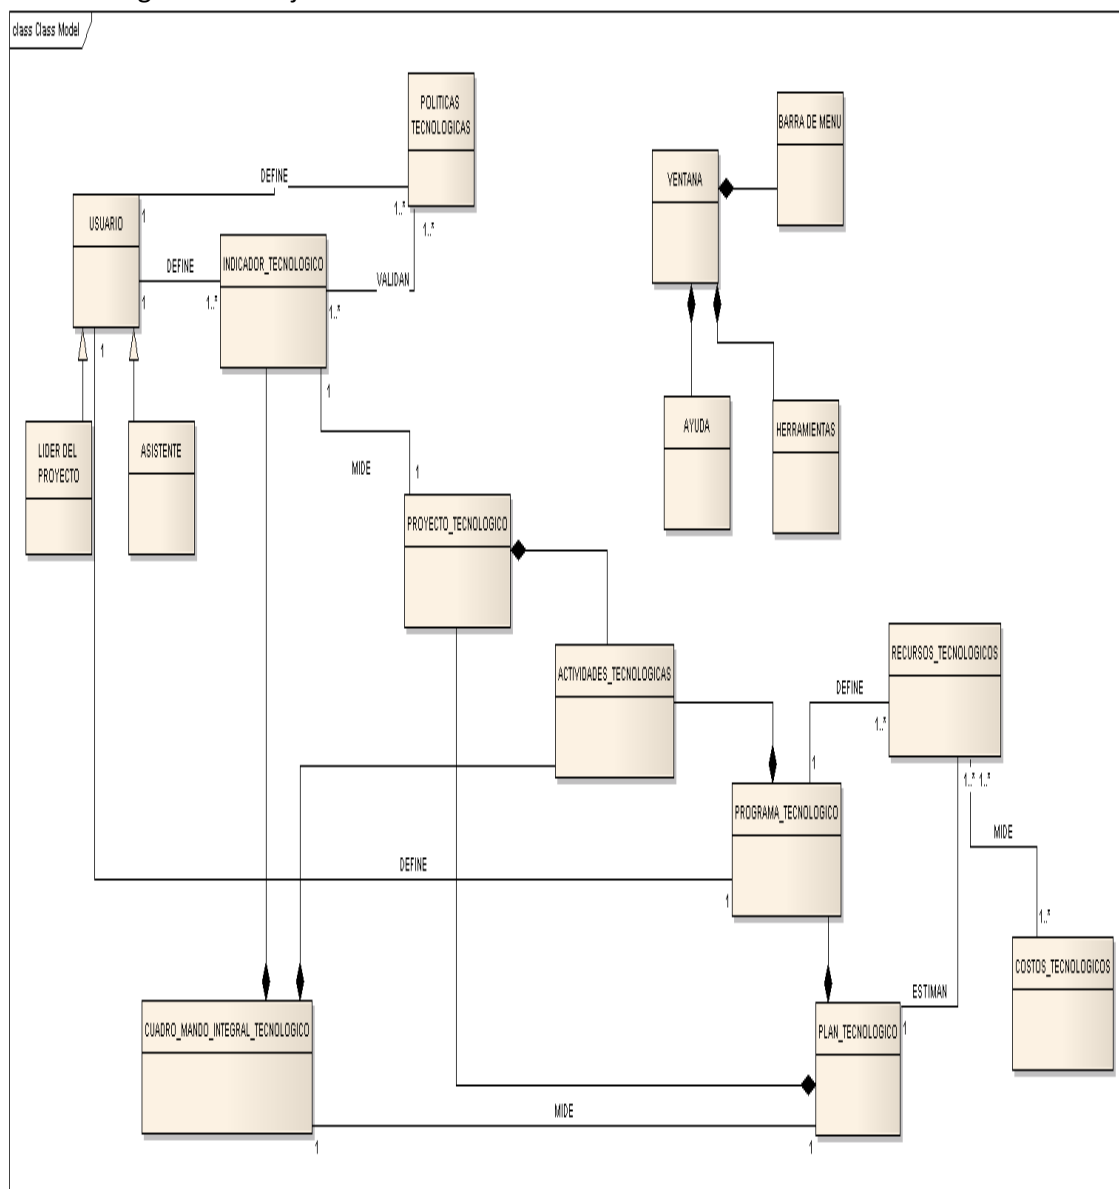 class Class Model
POLITICAS
TECNOLOGICAS
BARRA DE MENU
VENTANA
DEFINE
1
1..*
1..*
USUARIO
INDICADOR_TECNOLOGICO
DEFINE
VALIDAN
1
1..*
1..*
1
1
LIDER DEL
PROYECTO
ASISTENTE
AYUDA
HERRAMIENTAS
MIDE
1
PROYECTO_TECNOLOGICO
ACTIVIDADES_TECNOLOGICAS
RECURSOS_TECNOLOGICOS
DEFINE
1..*
1
1..*
1..*
PROGRAMA_TECNOLOGICO
MIDE
DEFINE
1
1..*
COSTOS_TECNOLOGICOS
ESTIMAN
CUADRO_MANDO_INTEGRAL_TECNOLOGICO
PLAN_TECNOLOGICO
1
MIDE
1
1